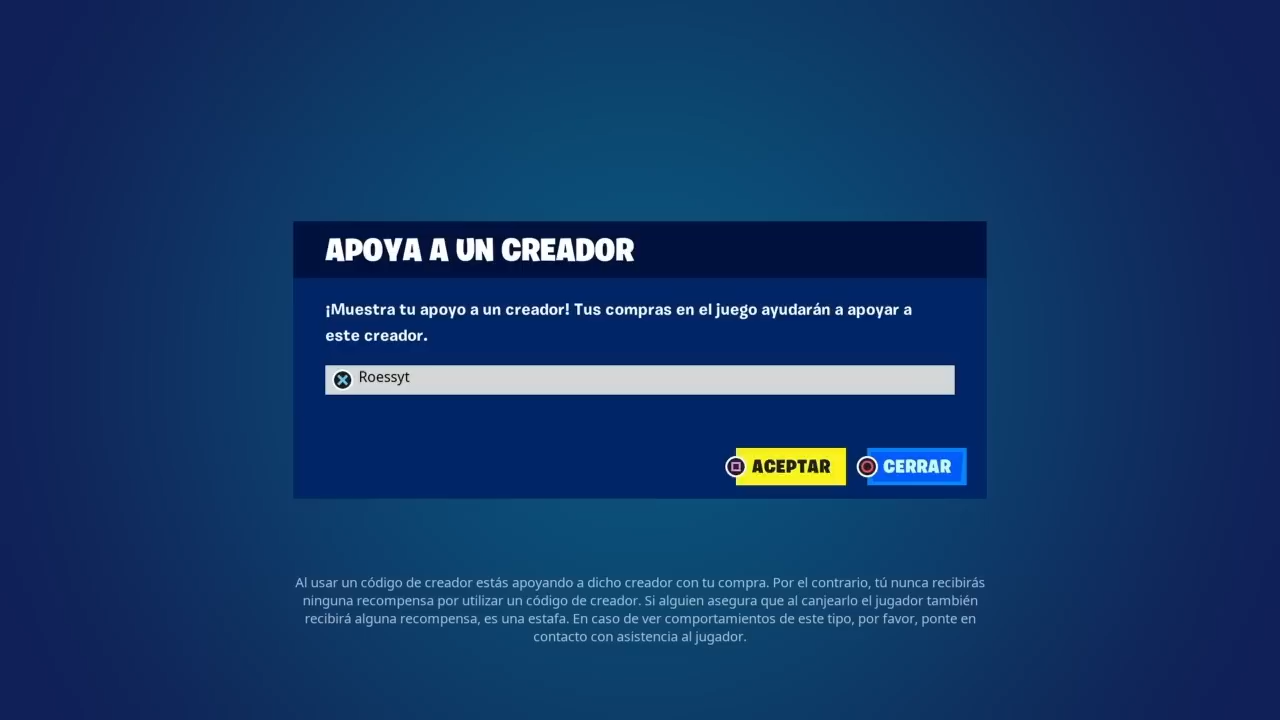 APOYA A UN CREADOR
¡Muestra tu apoyo a un creador! Tus compras en el juego ayudarán a apoyar a
este creador.
Roessyt
ACEPTAR
CERRAR
Al usar un código de creador estás apoyando a dicho creador con tu compra. Por el contrario, tú nunca recibirás
ninguna recompensa por utilizar un código de creador. Si alguien asegura que al canjearlo el jugador también
recibirá alguna recompensa, es una estafa. En caso de ver comportamientos de este tipo, por favor, ponte en
contacto con asistencia al jugador.